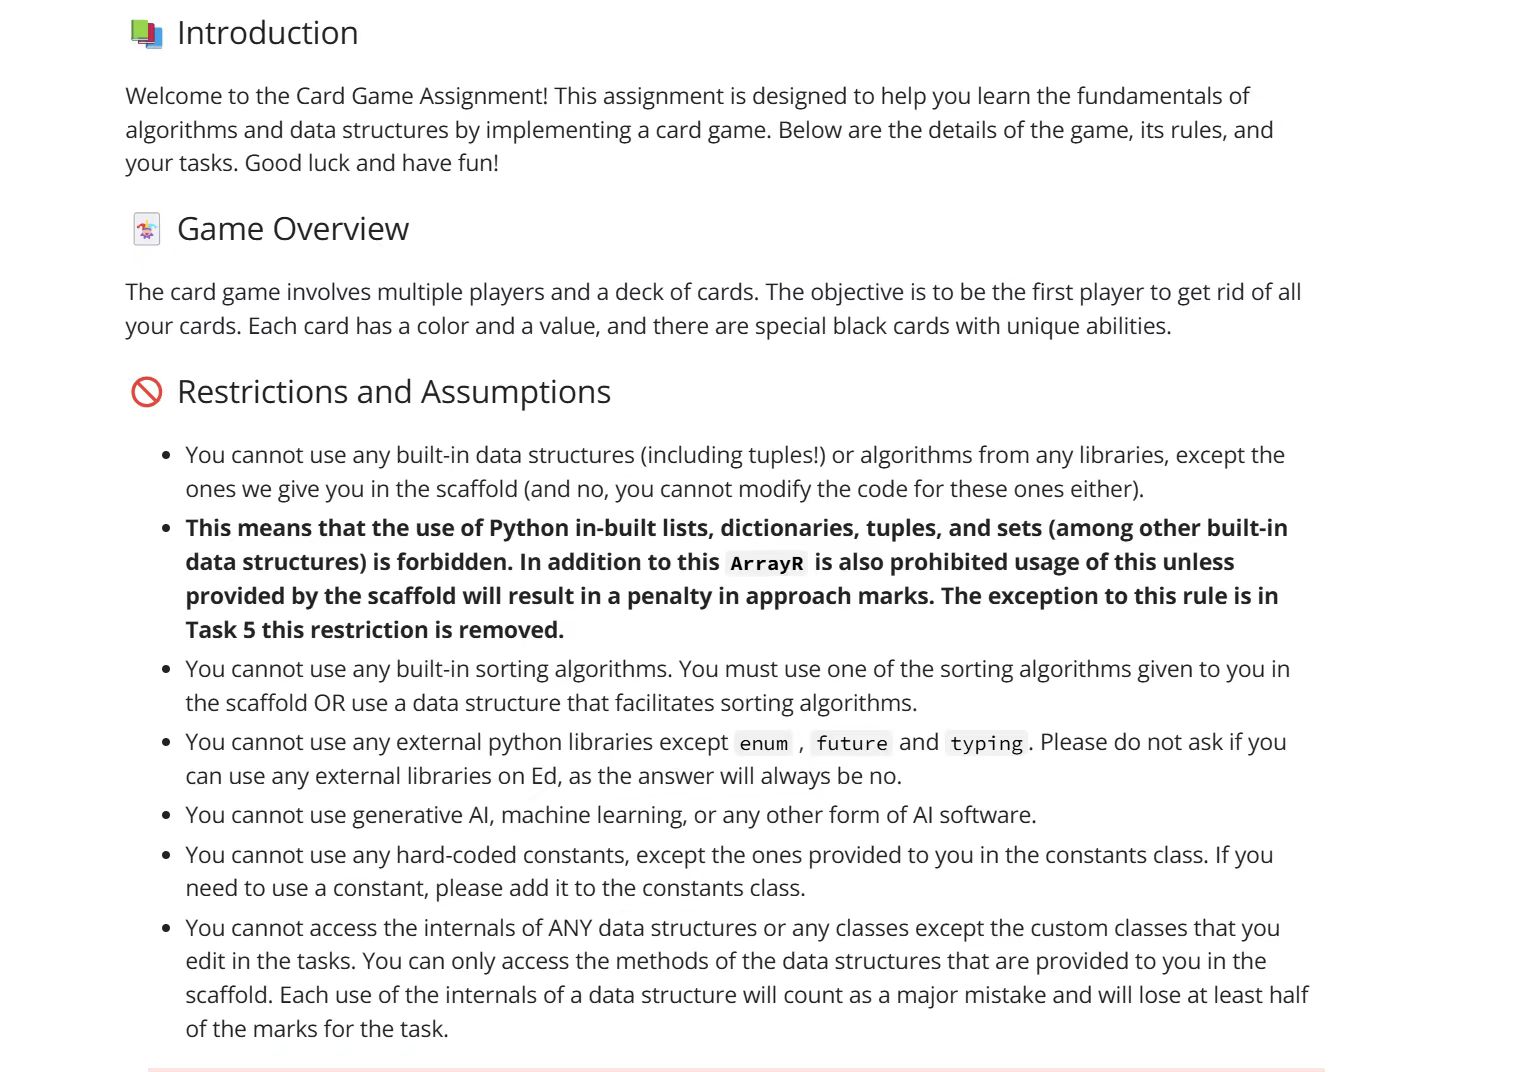 Introduction
Welcome to the Card Game Assignment! This assignment is designed to help you learn the fundamentals of
algorithms and data structures by implementing a card game. Below are the details of the game, its rules, and
your tasks. Good luck and have fun!
Game Overview
The card game involves multiple players and a deck of cards. The objective is to be the first player to get rid of all
your cards. Each card has a color and a value, and there are special black cards with unique abilities.
Restrictions and Assumptions
• You cannot use any built-in data structures (including tuples!) or algorithms from any libraries, except the
ones we give you in the scaffold (and no, you cannot modify the code for these ones either).
• This means that the use of Python in-built lists, dictionaries, tuples, and sets (among other built-in
data structures) is forbidden. In addition to this ArrayR is also prohibited usage of this unless
provided by the scaffold will result in a penalty in approach marks. The exception to this rule is in
Task 5 this restriction is removed.
• You cannot use any built-in sorting algorithms. You must use one of the sorting algorithms given to you in
the scaffold OR use a data structure that facilitates sorting algorithms.
• You cannot use any external python libraries except enum , future and typing. Please do not ask if you
can use any external libraries on Ed, as the answer will always be no.
• You cannot use generative AI, machine learning, or any other form of AI software.
• You cannot use any hard-coded constants, except the ones provided to you in the constants class. If you
need to use a constant, please add it to the constants class.
• You cannot access the internals of ANY data structures or any classes except the custom classes that you
edit in the tasks. You can only access the methods of the data structures that are provided to you in the
scaffold. Each use of the internals of a data structure will count as a major mistake and will lose at least half
of the marks for the task.